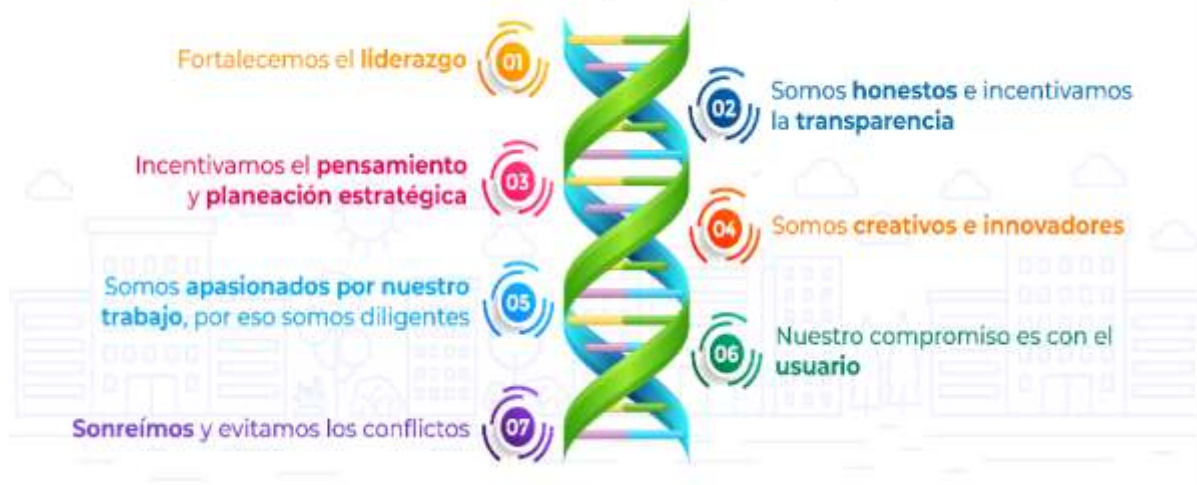 Fortalecemos el liderazgo
01
02
Somos honestos e incentivamos
la transparencia
Incentivamos el pensamiento
y planeación estratégica
03
04
Somos creativos e innovadores
Somos apasionados por nuestro
trabajo, por eso somos diligentes
05
06
Nuestro compromiso es con el
usuario
Sonreímos y evitamos los conflictos
07